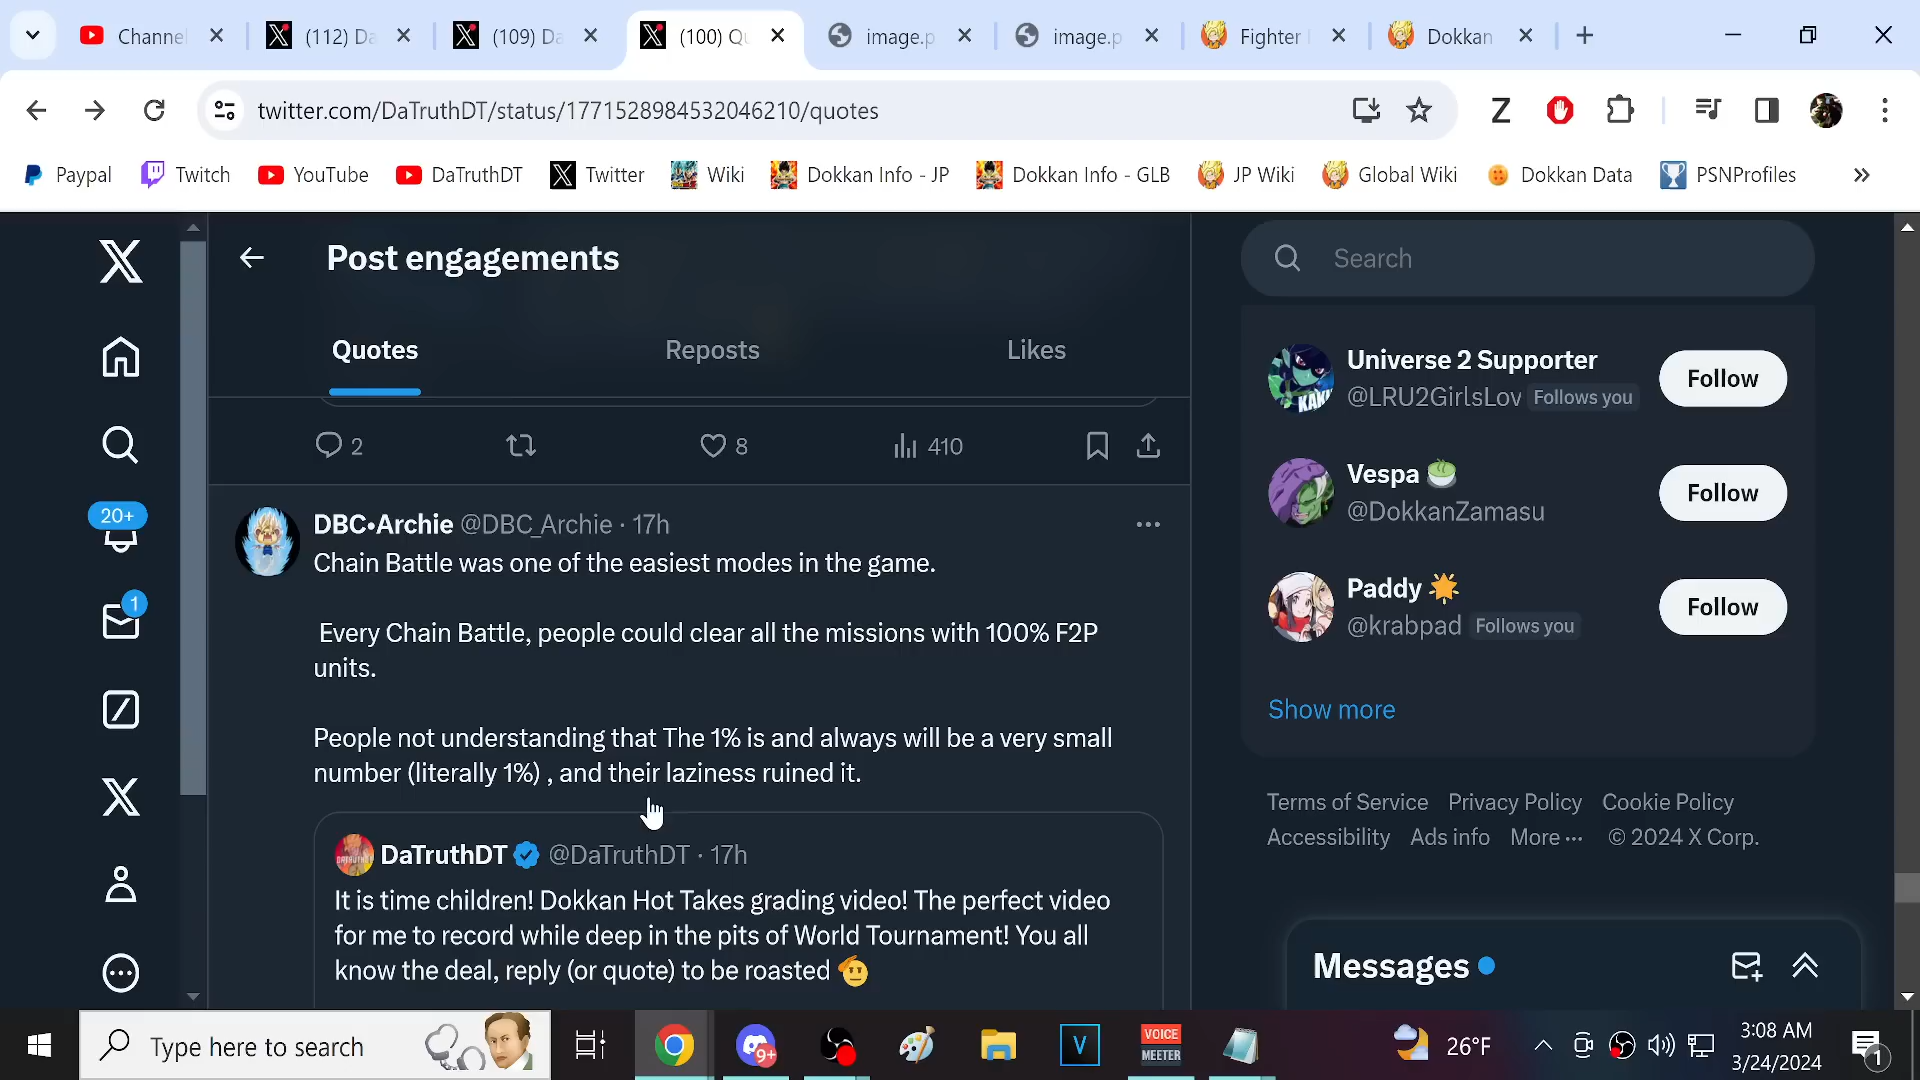 Channe
(112) Da
(109) Da
(100) Qu
image.p
image.p
Fighter
Dokkan
twitter.com/DaTruthDT/status/1771528984532046210/quotes
Paypal
Twitch
YouTube
DaTruthDT
Twitter
Wiki
Dokkan Info - JP
Dokkan Info - GLB
JP Wiki
Global Wiki
Dokkan Data
PSNProfiles
Post engagements
Search
Quotes
Reposts
Likes
2
8
410
DBC•Archie @DBC_Archie · 17h
Chain Battle was one of the easiest modes in the game.
Every Chain Battle, people could clear all the missions with 100% F2P
units.
People not understanding that The 1% is and always will be a very small
number (literally 1%) , and their laziness ruined it.
DaTruthDT @DaTruthDT · 17h
It is time children! Dokkan Hot Takes grading video! The perfect video
for me to record while deep in the pits of World Tournament! You all
know the deal, reply (or quote) to be roasted
20+
1
Universe 2 Supporter
@LRU2GirlsLov Follows you
Follow
Vespa
@DokkanZamasu
Follow
Paddy
@krabpad Follows you
Follow
Show more
Terms of Service Privacy Policy Cookie Policy
Accessibility Ads info More ··· © 2024 X Corp.
Messages
Type here to search
9+
V
VOICE
MEETER
26°F
3:08 AM
3/24/2024
1